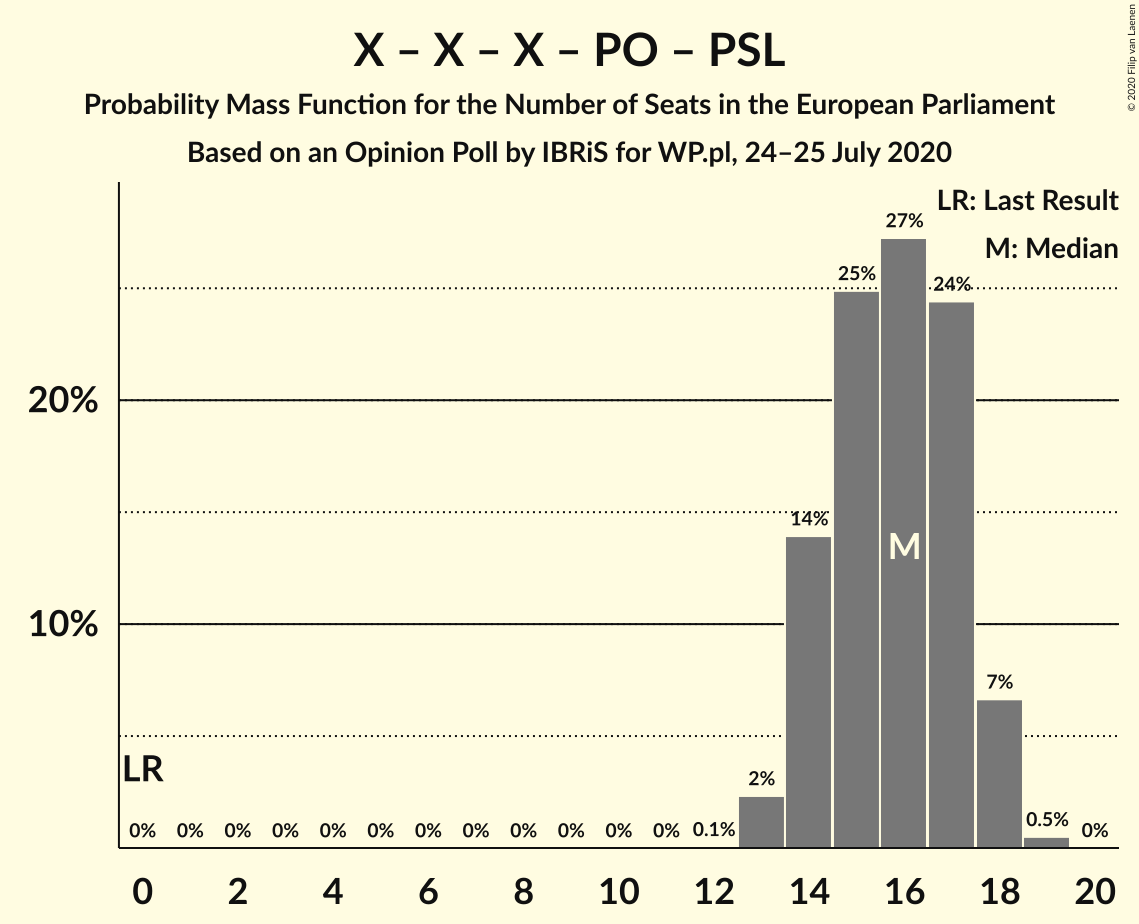 X – X – X – PO – PSL
Probability Mass Function for the Number of Seats in the European Parliament
Based on an Opinion Poll by IBRiS for WP.pl, 24–25 July 2020
© 2020 Filip van Laenen
LR: Last Result
M: Median
27%
25%
24%
20%
14%
M
10%
7%
LR
2%
0% 0% 0% 0% 0% 0% 0% 0% 0% 0% 0% 0% 0.1% 0.5% 0%
0 2 4 6 8 10 12 14 16 18 20